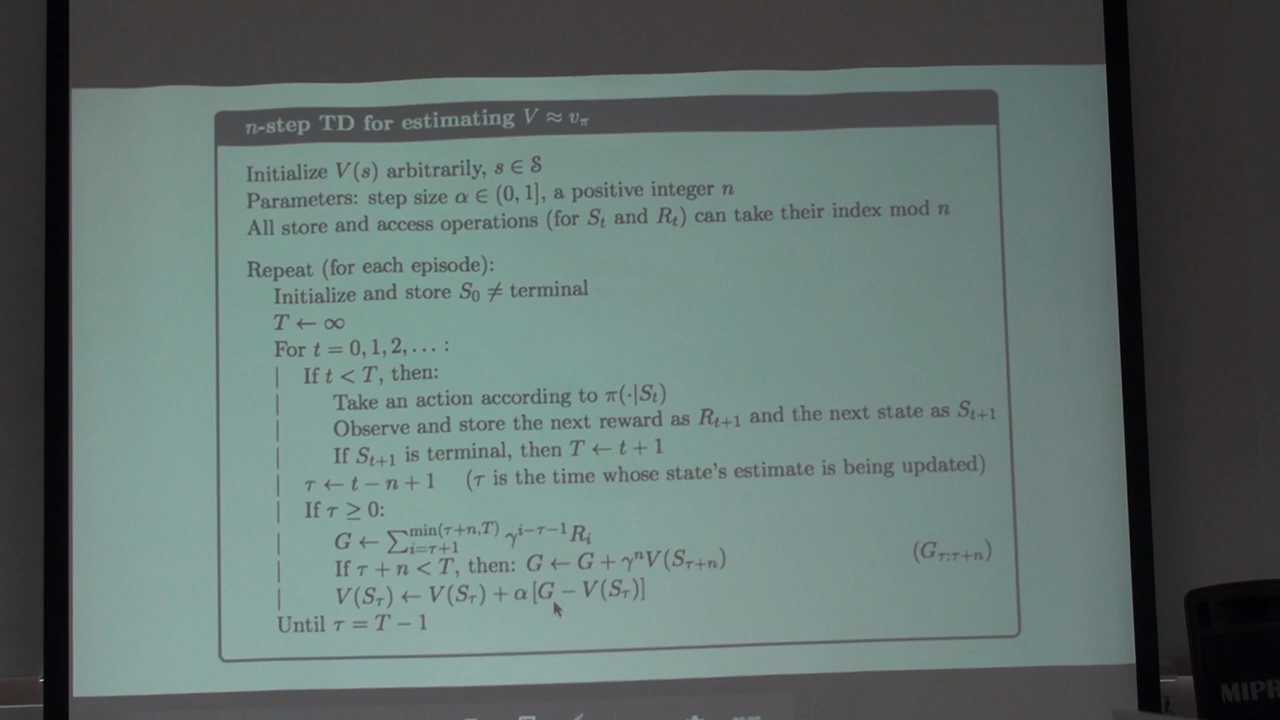 n-step TD for estimating V ≈ vπ
Initialize V(s) arbitrarily, s ∈ 𝒮
Parameters: step size α ∈ (0, 1], a positive integer n
All store and access operations (for S_t and R_t) can take their index mod n
Repeat (for each episode):
Initialize and store S_0 ≠ terminal
T ← ∞
For t = 0, 1, 2, . . . :
| If t < T, then:
| Take an action according to π(·|S_t)
| Observe and store the next reward as R_{t+1} and the next state as S_{t+1}
| If S_{t+1} is terminal, then T ← t + 1
| τ ← t − n + 1 (τ is the time whose state's estimate is being updated)
| If τ ≥ 0:
| G ← ∑_{i=τ+1}^{min(τ+n,T)} γ^{i−τ−1} R_i
| If τ + n < T, then: G ← G + γ^n V(S_{τ+n}) (G_{τ:τ+n})
| V(S_τ) ← V(S_τ) + α [G − V(S_τ)]
Until τ = T − 1